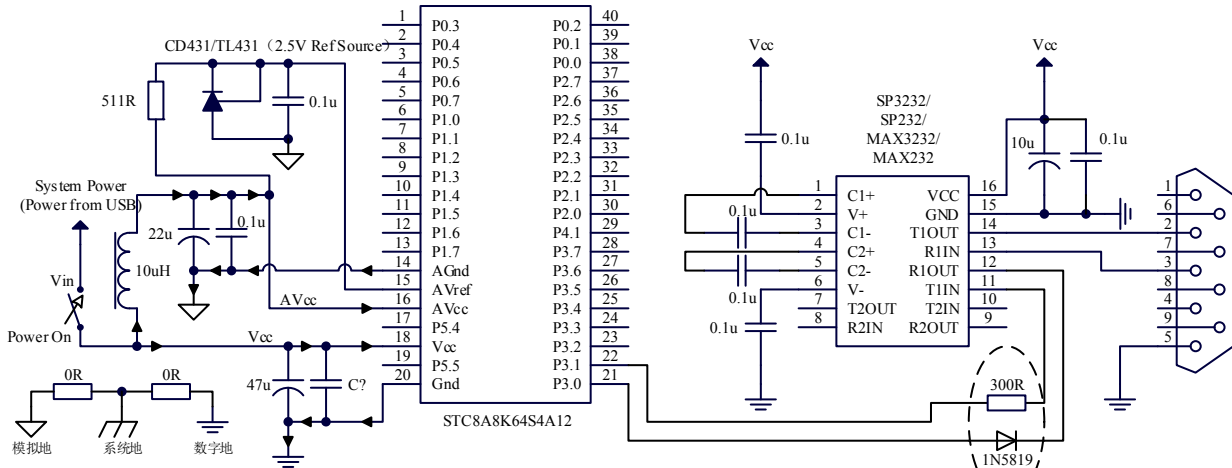 CD431/TL431（2.5V Ref Source）
511R
0.1u
System Power
(Power from USB)
22u
0.1u
10uH
Vin
Power On
AVcc
Vcc
47u
C?
0R
0R
模拟地
系统地
数字地
1 P0.3
2 P0.4
3 P0.5
4 P0.6
5 P0.7
6 P1.0
7 P1.1
8 P1.2
9 P1.3
10 P1.4
11 P1.5
12 P1.6
13 P1.7
14 AGnd
15 AVref
16 AVcc
17 P5.4
18 Vcc
19 P5.5
20 Gnd
P0.2 40
P0.1 39
P0.0 38
P2.7 37
P2.6 36
P2.5 35
P2.4 34
P2.3 33
P2.2 32
P2.1 31
P2.0 30
P4.1 29
P3.7 28
P3.6 27
P3.5 26
P3.4 25
P3.3 24
P3.2 23
P3.1 22
P3.0 21
STC8A8K64S4A12
Vcc
0.1u
0.1u
0.1u
0.1u
SP3232/
SP232/
MAX3232/
MAX232
1 C1+
2 V+
3 C1-
4 C2+
5 C2-
6 V-
7 T2OUT
8 R2IN
VCC 16
GND 15
T1OUT 14
R1IN 13
R1OUT 12
T1IN 11
T2IN 10
R2OUT 9
Vcc
10u
0.1u
300R
1N5819
1
6
2
7
3
8
4
9
5